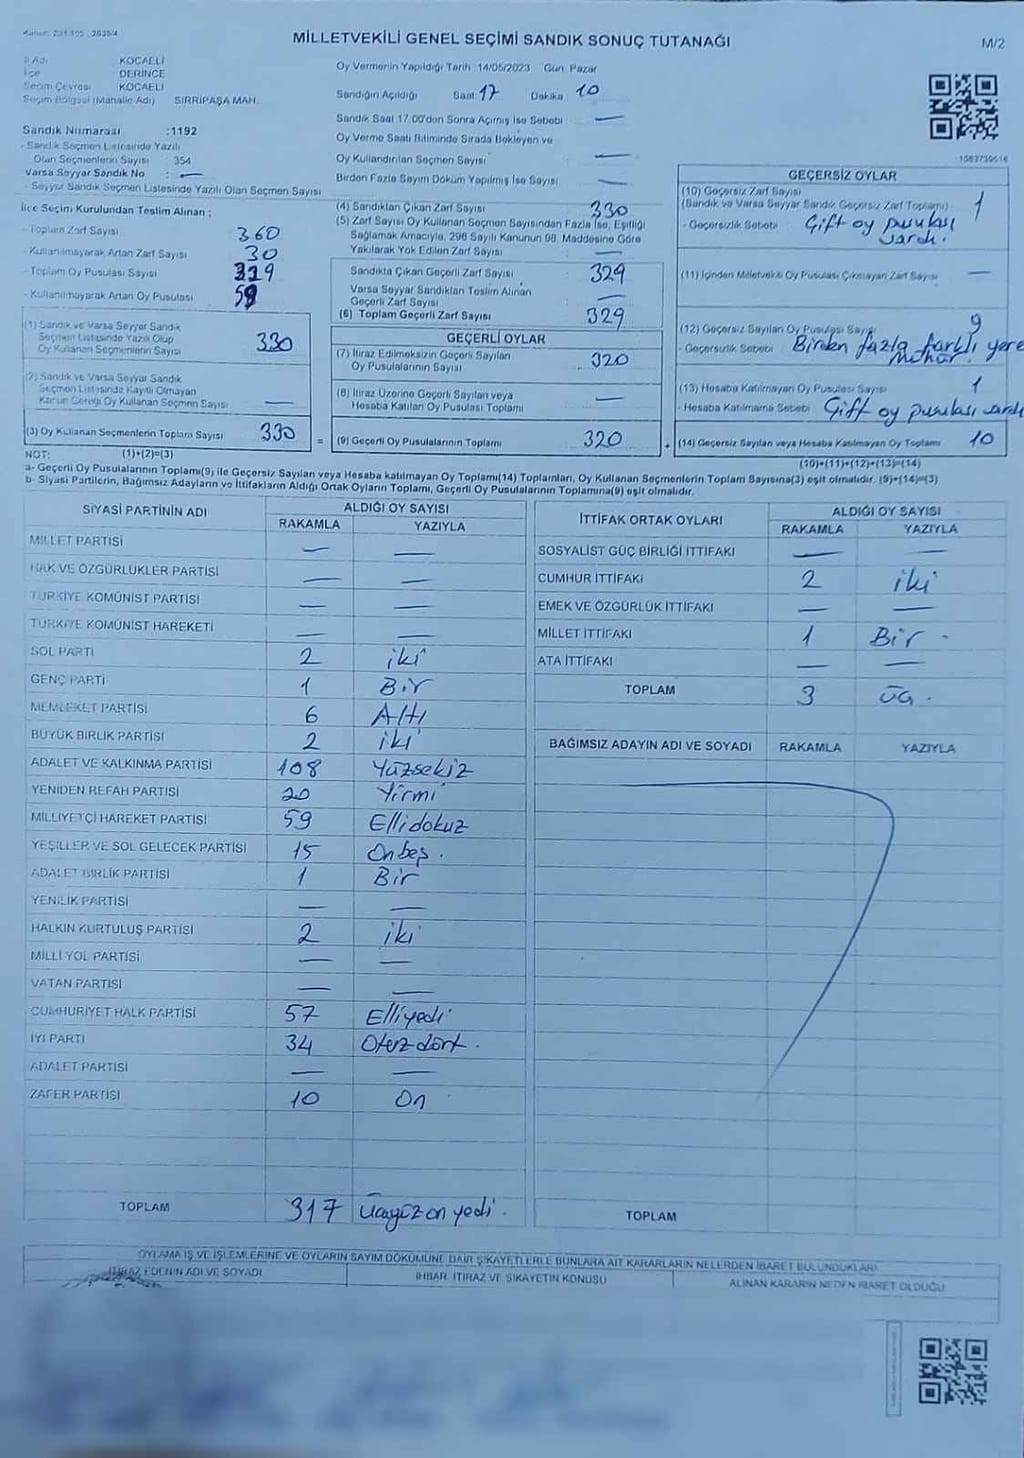 MİLLETVEKİLİ GENEL SEÇİMİ SANDIK SONUÇ TUTANAĞI
M/2
İl Adı KOCAELİ
İlçe DERİNCE
Seçim Çevresi KOCAELİ
Seçim Bölgesi (Mahalle Adı) SIRRIPAŞA MAH.
Sandık Numarası :1192
- Sandık Seçmen Listesinde Yazılı
Olan Seçmenlerin Sayısı : 354
Varsa Seyyar Sandık No : —
- Seyyar Sandık Seçmen Listesinde Yazılı Olan Seçmen Sayısı
Oy Vermenin Yapıldığı Tarih :14/05/2023 Gün: Pazar
Sandığın Açıldığı Saat 17 Dakika 10
Sandık Saat 17.00'den Sonra Açılmış İse Sebebi : —
Oy Verme Saati Bitiminde Sırada Bekleyen ve
Oy Kullandırılan Seçmen Sayısı : —
Birden Fazla Sayım Döküm Yapılmış İse Sayısı : —
1583739516
İlçe Seçim Kurulundan Teslim Alınan ;
- Toplam Zarf Sayısı 360
- Kullanılmayarak Artan Zarf Sayısı 30
- Toplam Oy Pusulası Sayısı
- Kullanılmayarak Artan Oy Pusulası
(1) Sandık ve Varsa Seyyar Sandık
Seçmen Listesinde Yazılı Olup
Oy Kullanan Seçmenlerin Sayısı 330
(2) Sandık ve Varsa Seyyar Sandık
Seçmen Listesinde Kayıtlı Olmayan
Kanun Gereği Oy Kullanan Seçmen Sayısı —
(3) Oy Kullanan Seçmenlerin Toplam Sayısı 330
(4) Sandıktan Çıkan Zarf Sayısı : 330
(5) Zarf Sayısı Oy Kullanan Seçmen Sayısından Fazla İse, Eşitliği
Sağlamak Amacıyla, 298 Sayılı Kanunun 98. Maddesine Göre
Yakılarak Yok Edilen Zarf Sayısı : —
Sandıkta Çıkan Geçerli Zarf Sayısı : 329
Varsa Seyyar Sandıktan Teslim Alınan
Geçerli Zarf Sayısı : —
(6) Toplam Geçerli Zarf Sayısı : 329
GEÇERLİ OYLAR
(7) İtiraz Edilmeksizin Geçerli Sayılan
Oy Pusulalarının Sayısı : 320
(8) İtiraz Üzerine Geçerli Sayılan veya
Hesaba Katılan Oy Pusulası Toplamı : —
= (9) Geçerli Oy Pusulalarının Toplamı : 320
GEÇERSİZ OYLAR
(10) Geçersiz Zarf Sayısı
(Sandık ve Varsa Seyyar Sandık Geçersiz Zarf Toplamı) : 1
- Geçersizlik Sebebi : Çift oy pusulası
vardı.
(11) İçinden Milletvekili Oy Pusulası Çıkmayan Zarf Sayısı —
(12) Geçersiz Sayılan Oy Pusulası Sayısı 9
- Geçersizlik Sebebi : Birden fazla farklı yere
mühür.
(13) Hesaba Katılmayan Oy Pusulası Sayısı 1
- Hesaba Katılmama Sebebi : Çift oy pusulası vardı
+ (14) Geçersiz Sayılan veya Hesaba Katılmayan Oy Toplamı 10
NOT: (1)+(2)=(3)
(10)+(11)+(12)+(13)=(14)
a- Geçerli Oy Pusulalarının Toplamı(9) ile Geçersiz Sayılan veya Hesaba katılmayan Oy Toplamı(14) Toplamları, Oy Kullanan Seçmenlerin Toplam Sayısına(3) eşit olmalıdır. (9)+(14)=(3)
b- Siyasi Partilerin, Bağımsız Adayların ve İttifakların Aldığı Ortak Oyların Toplamı, Geçerli Oy Pusulalarının Toplamına(9) eşit olmalıdır.
SİYASİ PARTİNİN ADI ALDIĞI OY SAYISI
RAKAMLA YAZIYLA
MİLLET PARTİSİ — —
HAK VE ÖZGÜRLÜKLER PARTİSİ — —
TÜRKİYE KOMÜNİST PARTİSİ — —
TÜRKİYE KOMÜNİST HAREKETİ — —
SOL PARTİ 2 iki
GENÇ PARTİ 1 Bir
MEMLEKET PARTİSİ 6 Altı
BÜYÜK BİRLİK PARTİSİ 2 iki
ADALET VE KALKINMA PARTİSİ 108 Yüzsekiz
YENİDEN REFAH PARTİSİ 20 Yirmi
MİLLİYETÇİ HAREKET PARTİSİ 59 Ellidokuz
YEŞİLLER VE SOL GELECEK PARTİSİ 15 Onbeş.
ADALET BİRLİK PARTİSİ 1 Bir
YENİLİK PARTİSİ — —
HALKIN KURTULUŞ PARTİSİ 2 iki
MİLLİ YOL PARTİSİ — —
VATAN PARTİSİ — —
CUMHURİYET HALK PARTİSİ 57 Elliyedi
İYİ PARTİ 34 Otuzdört.
ADALET PARTİSİ — —
ZAFER PARTİSİ 10 On
TOPLAM 317 Üçyüzonyedi.
İTTİFAK ORTAK OYLARI ALDIĞI OY SAYISI
RAKAMLA YAZIYLA
SOSYALİST GÜÇ BİRLİĞİ İTTİFAKI — —
CUMHUR İTTİFAKI 2 iki
EMEK VE ÖZGÜRLÜK İTTİFAKI — —
MİLLET İTTİFAKI 1 Bir
ATA İTTİFAKI — —
TOPLAM 3 Üç.
BAĞIMSIZ ADAYIN ADI VE SOYADI RAKAMLA YAZIYLA
TOPLAM
OYLAMA İŞ VE İŞLEMLERİNE VE OYLARIN SAYIM DÖKÜMÜNE DAİR ŞİKAYETLERLE BUNLARA AİT KARARLARIN NELERDEN İBARET BULUNDUKLARI
İTİRAZ EDENİN ADI VE SOYADI İHBAR, İTİRAZ VE ŞİKAYETİN KONUSU ALINAN KARARIN NEDEN İBARET OLDUĞU